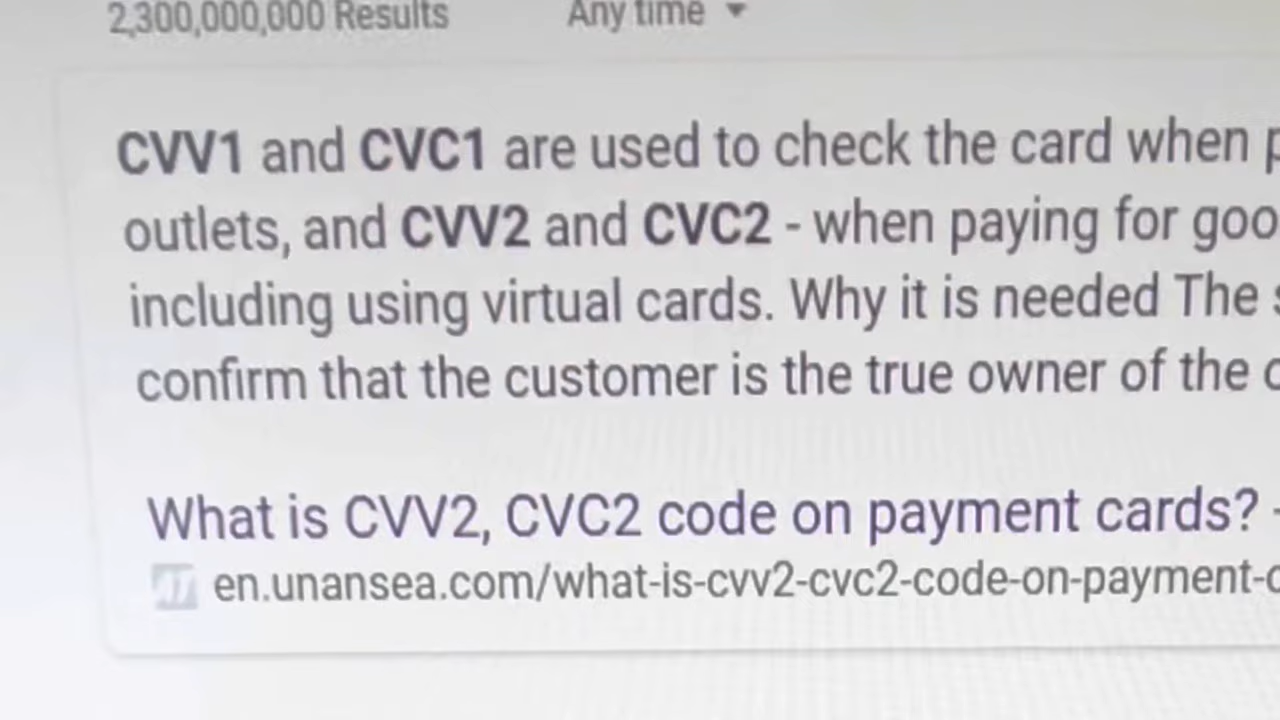 2,300,000,000 Results Any time
CVV1 and CVC1 are used to check the card when
outlets, and CVV2 and CVC2 - when paying for
including using virtual cards. Why it is needed The
confirm that the customer is the true owner of the
What is CVV2, CVC2 code on payment cards? -
en.unansea.com/what-is-cvv2-cvc2-code-on-payment-